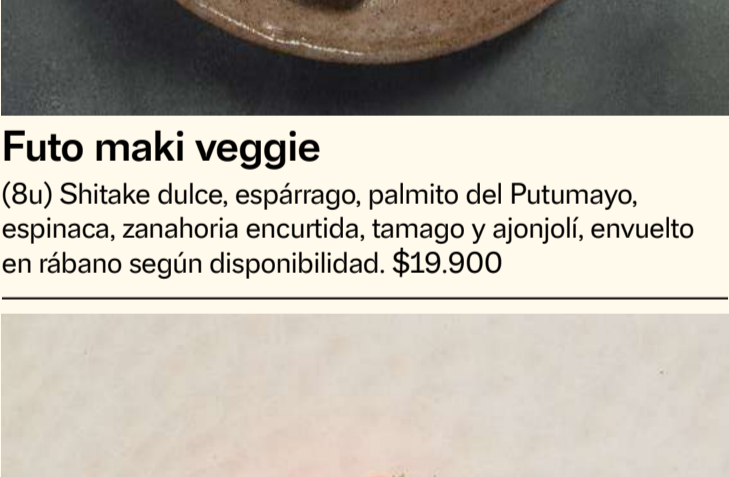 Futo maki veggie
(8u) Shitake dulce, espárrago, palmito del Putumayo,
espinaca, zanahoria encurtida, tamago y ajonjolí, envuelto
en rábano según disponibilidad. $19.900